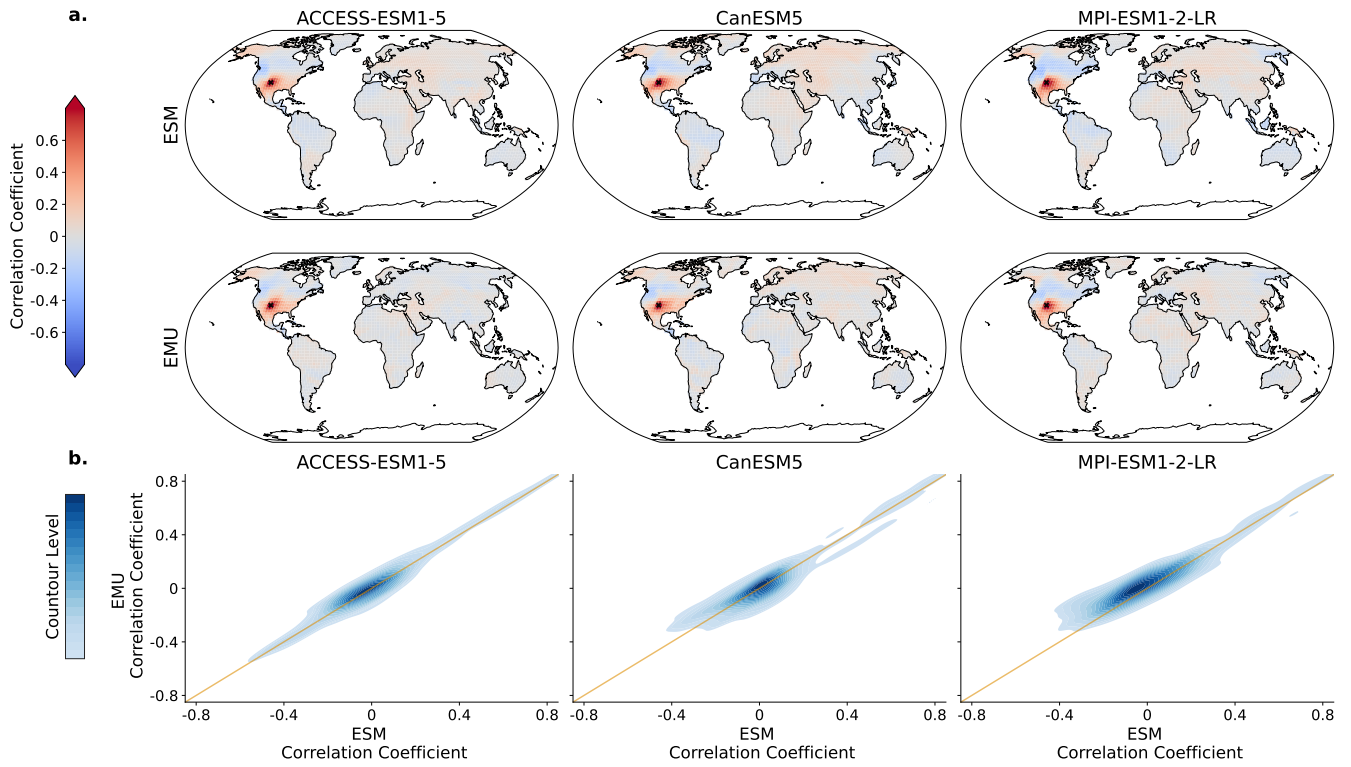 a.
ACCESS-ESM1-5
CanESM5
MPI-ESM1-2-LR
Correlation Coefficient
0.6
0.4
0.2
0
-0.2
-0.4
-0.6
ESM
EMU
b.
ACCESS-ESM1-5
CanESM5
MPI-ESM1-2-LR
Countour Level
EMU
Correlation Coefficient
0.8
0.4
0
-0.4
-0.8
-0.8 -0.4 0 0.4 0.8
-0.8 -0.4 0 0.4 0.8
-0.8 -0.4 0 0.4 0.8
ESM
Correlation Coefficient
ESM
Correlation Coefficient
ESM
Correlation Coefficient